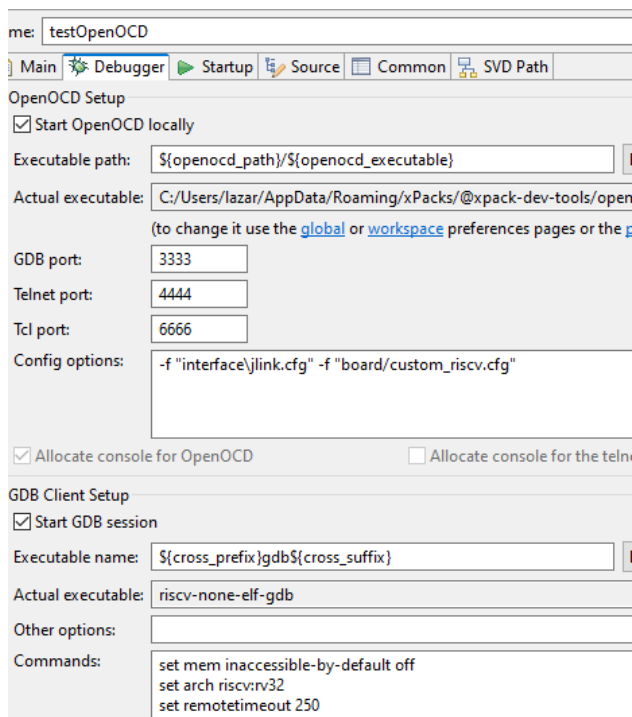 me: testOpenOCD
Main Debugger Startup Source Common SVD Path
OpenOCD Setup
Start OpenOCD locally
Executable path: ${openocd_path}/${openocd_executable}
Actual executable: C:/Users/lazar/AppData/Roaming/xPacks/@xpack-dev-tools/open
(to change it use the global or workspace preferences pages or the p
GDB port: 3333
Telnet port: 4444
Tcl port: 6666
Config options: -f "interface\jlink.cfg" -f "board/custom_riscv.cfg"
Allocate console for OpenOCD Allocate console for the telne
GDB Client Setup
Start GDB session
Executable name: ${cross_prefix}gdb${cross_suffix}
Actual executable: riscv-none-elf-gdb
Other options:
Commands: set mem inaccessible-by-default off
set arch riscv:rv32
set remotetimeout 250